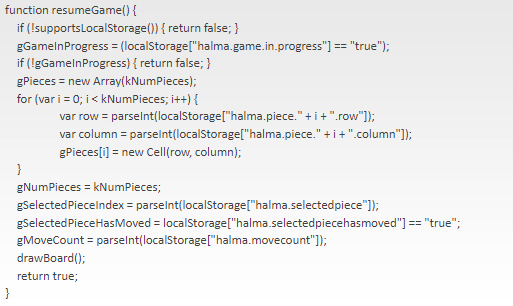 function resumeGame() {
if (!supportsLocalStorage()) { return false; }
gGameInProgress = (localStorage["halma.game.in.progress"] == "true");
if (!gGameInProgress) { return false; }
gPieces = new Array(kNumPieces);
for (var i = 0; i < kNumPieces; i++) {
var row = parseInt(localStorage["halma.piece." + i + ".row"]);
var column = parseInt(localStorage["halma.piece." + i + ".column"]);
gPieces[i] = new Cell(row, column);
}
gNumPieces = kNumPieces;
gSelectedPieceIndex = parseInt(localStorage["halma.selectedpiece"]);
gSelectedPieceHasMoved = localStorage["halma.selectedpiecehasmoved"] == "true";
gMoveCount = parseInt(localStorage["halma.movecount"]);
drawBoard();
return true;
}